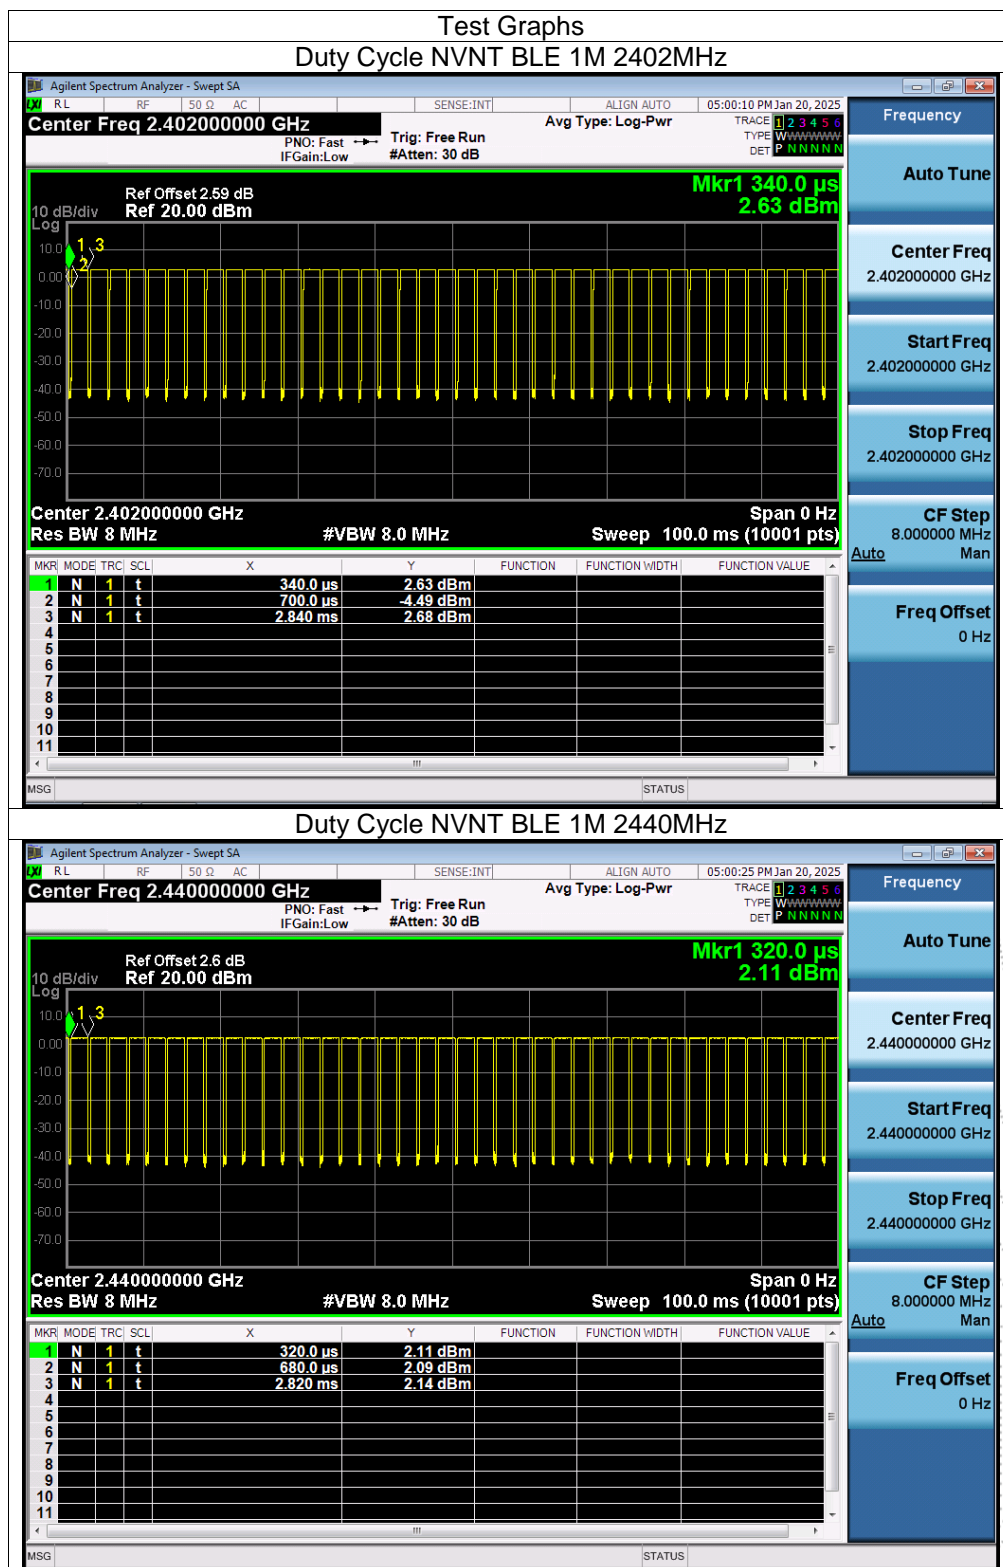 Test Graphs
Duty Cycle NVNT BLE 1M 2402MHz
Agilent Spectrum Analyzer - Swept SA
LXI RL RF 50 Ω AC SENSE:INT ALIGN AUTO 05:00:10 PM Jan 20, 2025
Center Freq 2.402000000 GHz
PNO: Fast
IFGain:Low
Trig: Free Run
#Atten: 30 dB
Avg Type: Log-Pwr
TRACE 1 2 3 4 5 6
TYPE WWWWWW
DET P N N N N N
Ref Offset 2.59 dB
Ref 20.00 dBm
10 dB/div
Log
Mkr1 340.0 µs
2.63 dBm
10.0
0.00
-10.0
-20.0
-30.0
-40.0
-50.0
-60.0
-70.0
1 2 3
Center 2.402000000 GHz Span 0 Hz
Res BW 8 MHz #VBW 8.0 MHz Sweep 100.0 ms (10001 pts)
MKR MODE TRC SCL X Y FUNCTION FUNCTION WIDTH FUNCTION VALUE
1 N 1 t 340.0 µs 2.63 dBm
2 N 1 t 700.0 µs -4.49 dBm
3 N 1 t 2.840 ms 2.68 dBm
4
5
6
7
8
9
10
11
MSG STATUS
Frequency
Auto Tune
Center Freq
2.402000000 GHz
Start Freq
2.402000000 GHz
Stop Freq
2.402000000 GHz
CF Step
8.000000 MHz
Auto Man
Freq Offset
0 Hz
Duty Cycle NVNT BLE 1M 2440MHz
Agilent Spectrum Analyzer - Swept SA
LXI RL RF 50 Ω AC SENSE:INT ALIGN AUTO 05:00:25 PM Jan 20, 2025
Center Freq 2.440000000 GHz
PNO: Fast
IFGain:Low
Trig: Free Run
#Atten: 30 dB
Avg Type: Log-Pwr
TRACE 1 2 3 4 5 6
TYPE WWWWWW
DET P N N N N N
Ref Offset 2.6 dB
Ref 20.00 dBm
10 dB/div
Log
Mkr1 320.0 µs
2.11 dBm
10.0
0.00
-10.0
-20.0
-30.0
-40.0
-50.0
-60.0
-70.0
1 3
Center 2.440000000 GHz Span 0 Hz
Res BW 8 MHz #VBW 8.0 MHz Sweep 100.0 ms (10001 pts)
MKR MODE TRC SCL X Y FUNCTION FUNCTION WIDTH FUNCTION VALUE
1 N 1 t 320.0 µs 2.11 dBm
2 N 1 t 680.0 µs 2.09 dBm
3 N 1 t 2.820 ms 2.14 dBm
4
5
6
7
8
9
10
11
MSG STATUS
Frequency
Auto Tune
Center Freq
2.440000000 GHz
Start Freq
2.440000000 GHz
Stop Freq
2.440000000 GHz
CF Step
8.000000 MHz
Auto Man
Freq Offset
0 Hz